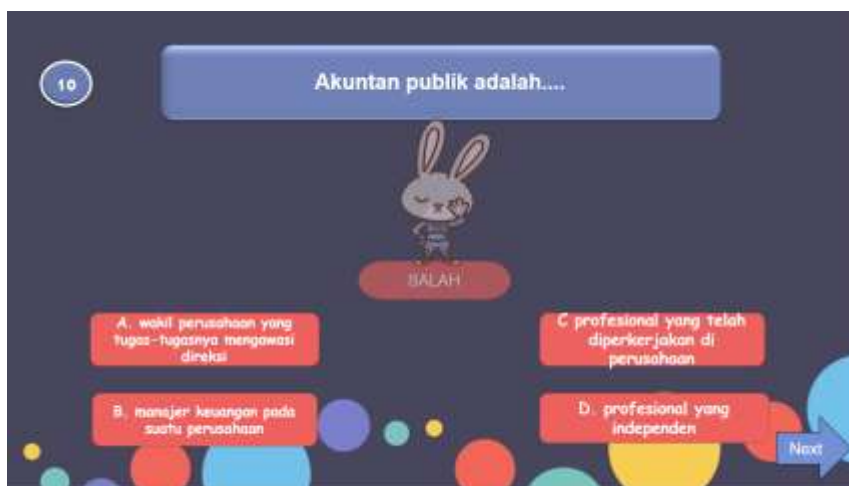 10
Akuntan publik adalah....
SALAH
A. wakil perusahaan yang
tugas-tugasnya mengawasi
direksi
B. manajer keuangan pada
suatu perusahaan
C profesional yang telah
diperkerjakan di
perusahaan
D. profesional yang
independen
Next